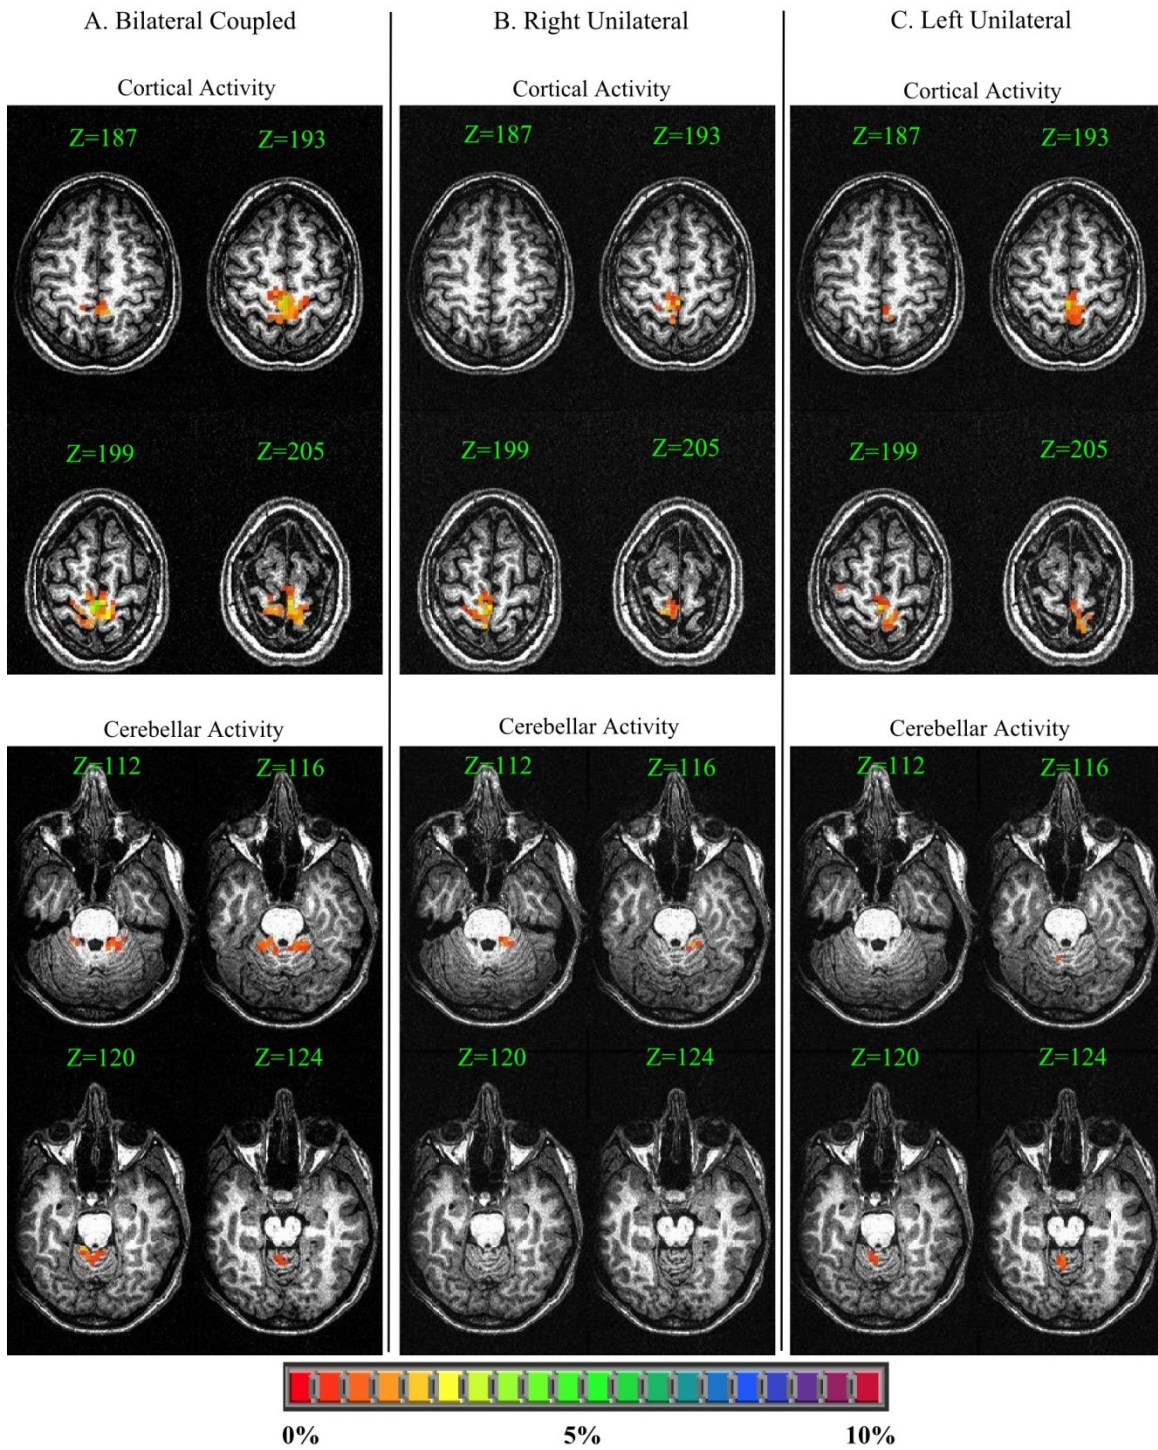 A. Bilateral Coupled
B. Right Unilateral
C. Left Unilateral
Cortical Activity
Cortical Activity
Cortical Activity
Z=187
Z=193
Z=187
Z=193
Z=187
Z=193
Z=199
Z=205
Z=199
Z=205
Z=199
Z=205
Cerebellar Activity
Cerebellar Activity
Cerebellar Activity
Z=112
Z=116
Z=112
Z=116
Z=112
Z=116
Z=120
Z=124
Z=120
Z=124
Z=120
Z=124
0%
5%
10%